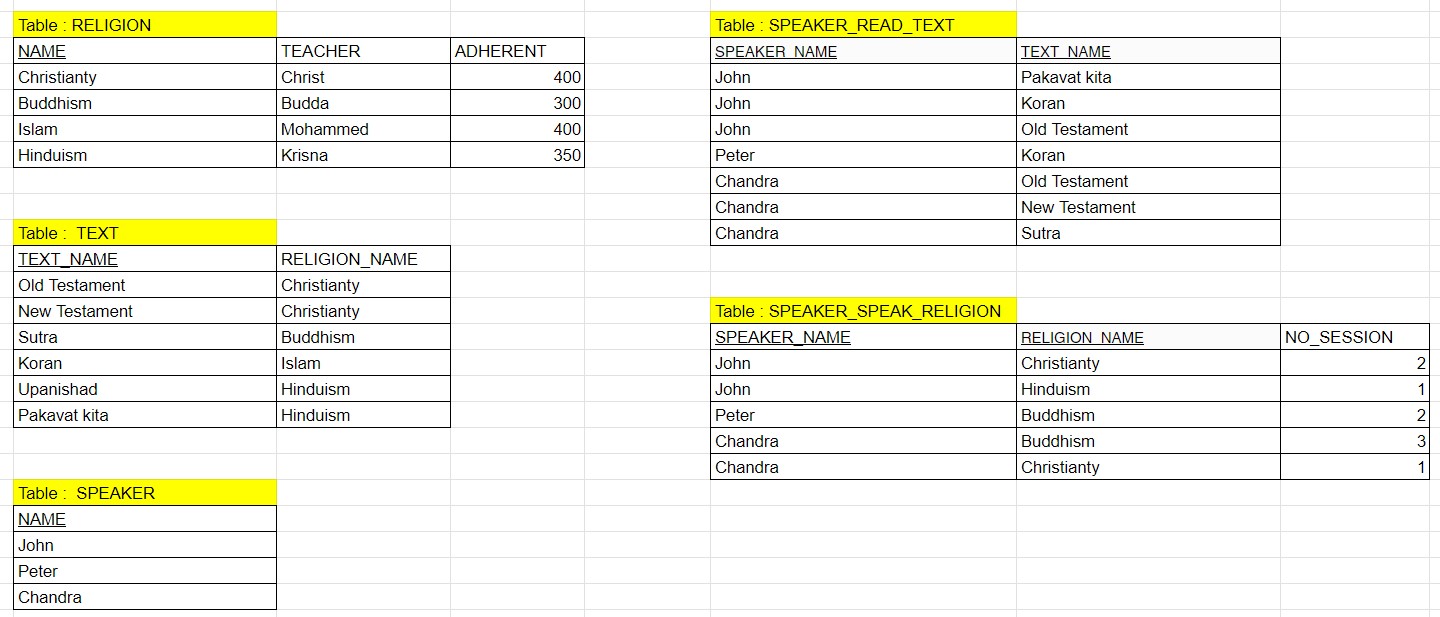 Table : RELIGION
NAME TEACHER ADHERENT
Christianty Christ 400
Buddhism Budda 300
Islam Mohammed 400
Hinduism Krisna 350
Table : TEXT
TEXT_NAME RELIGION_NAME
Old Testament Christianty
New Testament Christianty
Sutra Buddhism
Koran Islam
Upanishad Hinduism
Pakavat kita Hinduism
Table : SPEAKER
NAME
John
Peter
Chandra
Table : SPEAKER_READ_TEXT
SPEAKER_NAME TEXT_NAME
John Pakavat kita
John Koran
John Old Testament
Peter Koran
Chandra Old Testament
Chandra New Testament
Chandra Sutra
Table : SPEAKER_SPEAK_RELIGION
SPEAKER_NAME RELIGION_NAME NO_SESSION
John Christianty 2
John Hinduism 1
Peter Buddhism 2
Chandra Buddhism 3
Chandra Christianty 1